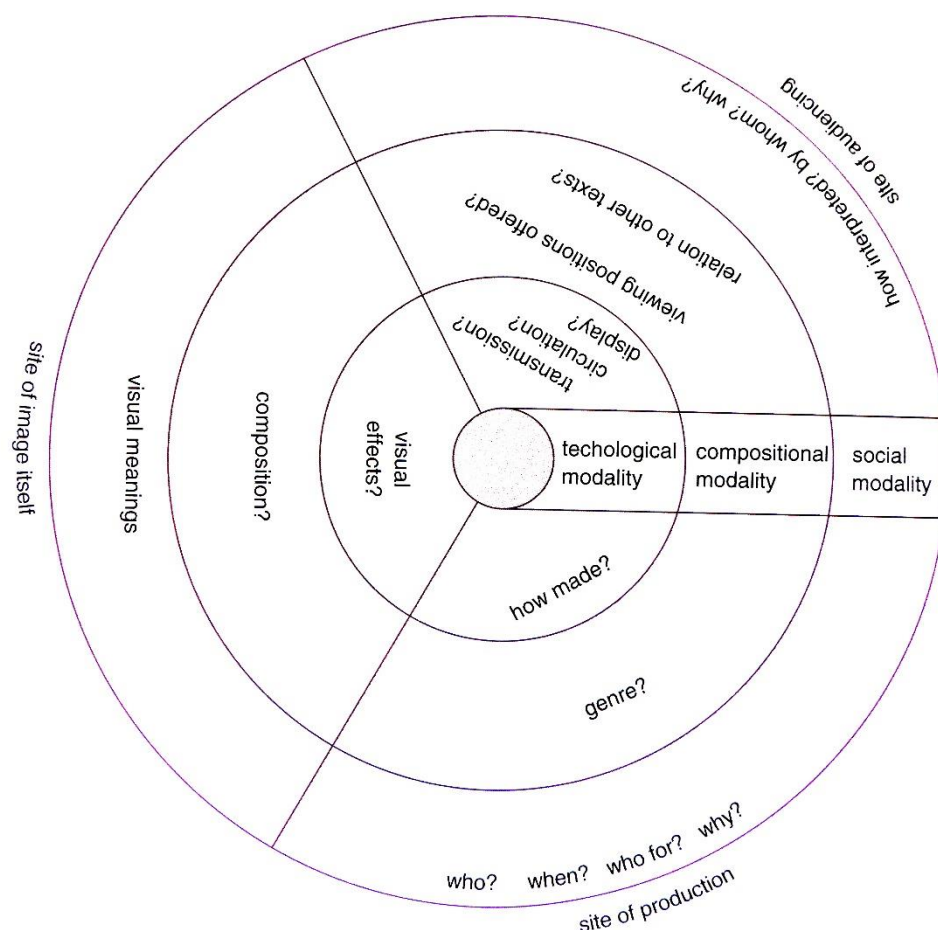 site of audiencing
how interpreted? by whom? why?
relation to other texts?
viewing positions offered?
display?
circulation?
transmission?
techological
modality
compositional
modality
social
modality
site of image itself
visual meanings
composition?
visual
effects?
how made?
genre?
who? when? who for? why?
site of production